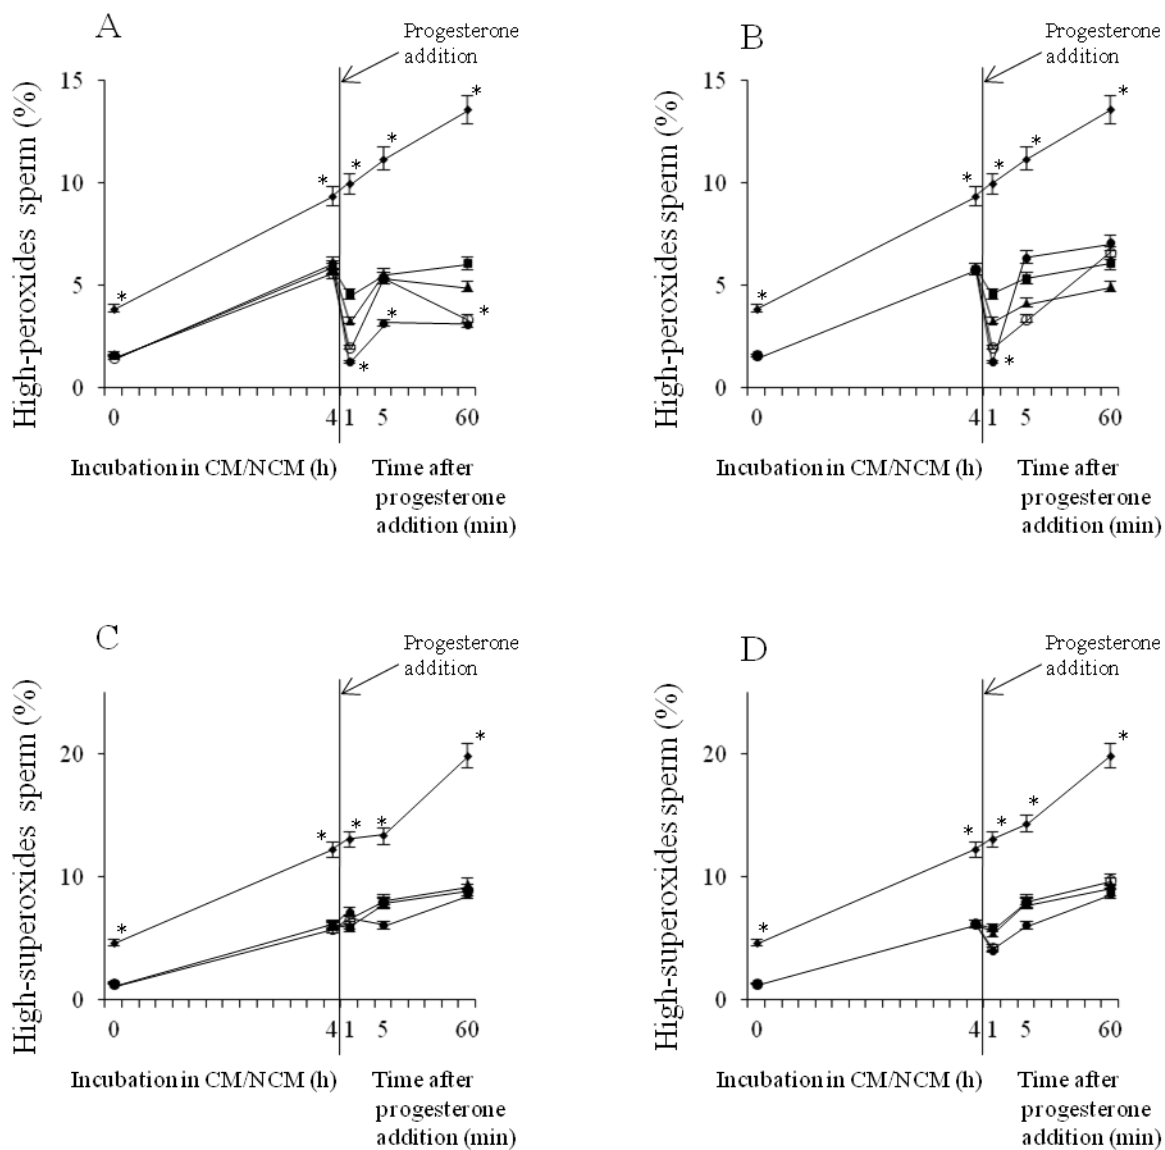 A
Progesterone
addition
High-peroxides sperm (%)
15
10
5
0
*
*
*
*
*
*
*
*
0
4
1
5
60
Incubation in CM/NCM (h)
Time after
progesterone
addition (min)
B
Progesterone
addition
High-peroxides sperm (%)
15
10
5
0
*
*
*
*
*
*
0
4
1
5
60
Incubation in CM/NCM (h)
Time after
progesterone
addition (min)
C
Progesterone
addition
High-superoxides sperm (%)
20
10
0
*
*
*
*
*
0
4
1
5
60
Incubation in CM/NCM (h)
Time after
progesterone
addition (min)
D
Progesterone
addition
High-superoxides sperm (%)
20
10
0
*
*
*
*
*
0
4
1
5
60
Incubation in CM/NCM (h)
Time after
progesterone
addition (min)